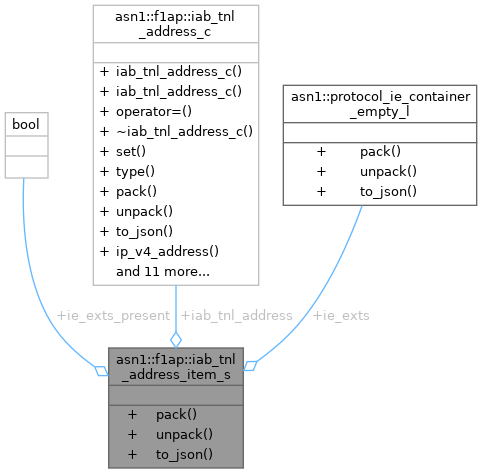 asn1::f1ap::iab_tnl
_address_c
+ iab_tnl_address_c()
+ iab_tnl_address_c()
+ operator=()
+ ~iab_tnl_address_c()
+ set()
+ type()
+ pack()
+ unpack()
+ to_json()
+ ip_v4_address()
and 11 more...
asn1::protocol_ie_container
_empty_l
+ pack()
+ unpack()
+ to_json()
bool
+ie_exts_present
+iab_tnl_address
+ie_exts
asn1::f1ap::iab_tnl
_address_item_s
+ pack()
+ unpack()
+ to_json()